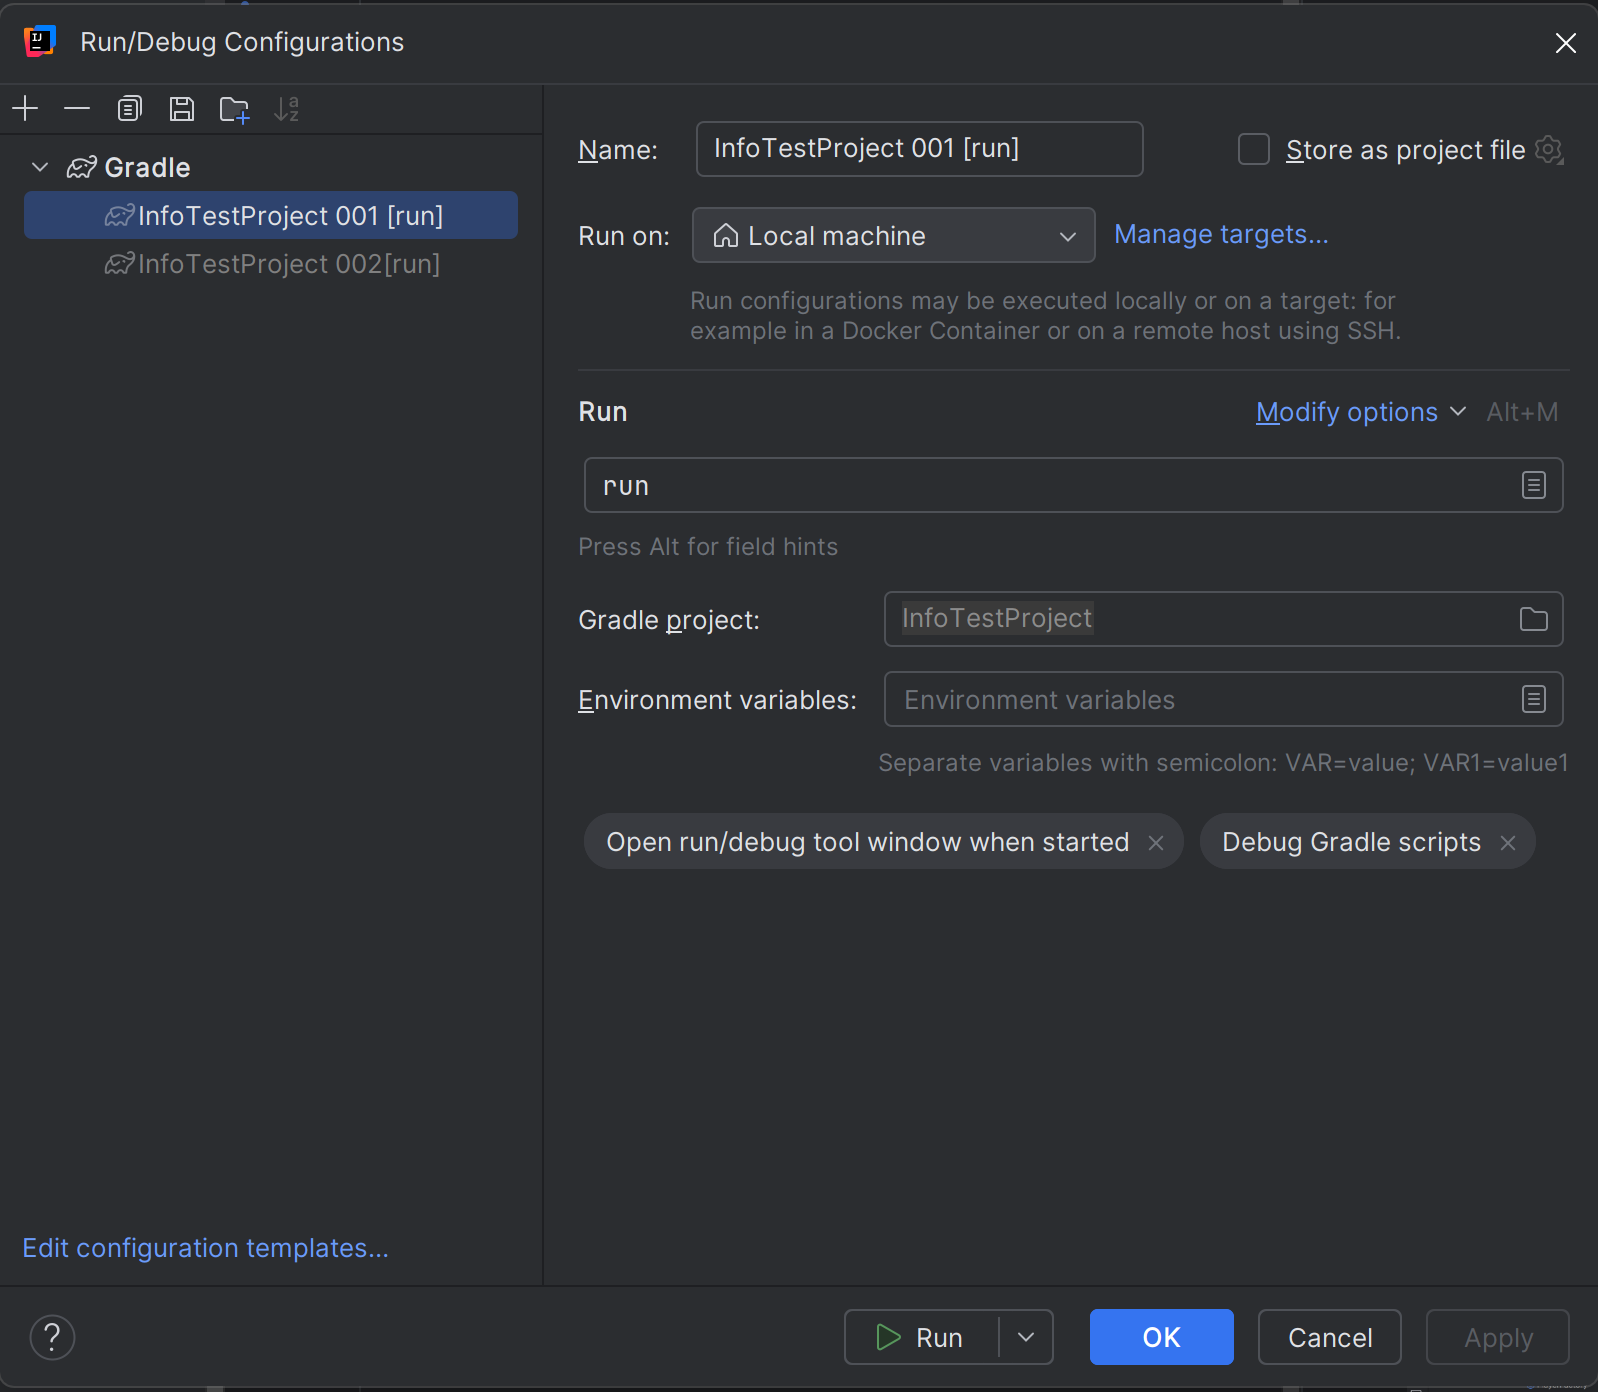 Run/Debug Configurations
Gradle
InfoTestProject 001 [run]
InfoTestProject 002[run]
Edit configuration templates...
Name: InfoTestProject 001 [run] Store as project file
Run on: Local machine Manage targets...
Run configurations may be executed locally or on a target: for
example in a Docker Container or on a remote host using SSH.
Run Modify options Alt+M
run
Press Alt for field hints
Gradle project: InfoTestProject
Environment variables: Environment variables
Separate variables with semicolon: VAR=value; VAR1=value1
Open run/debug tool window when started Debug Gradle scripts
? Run OK Cancel Apply